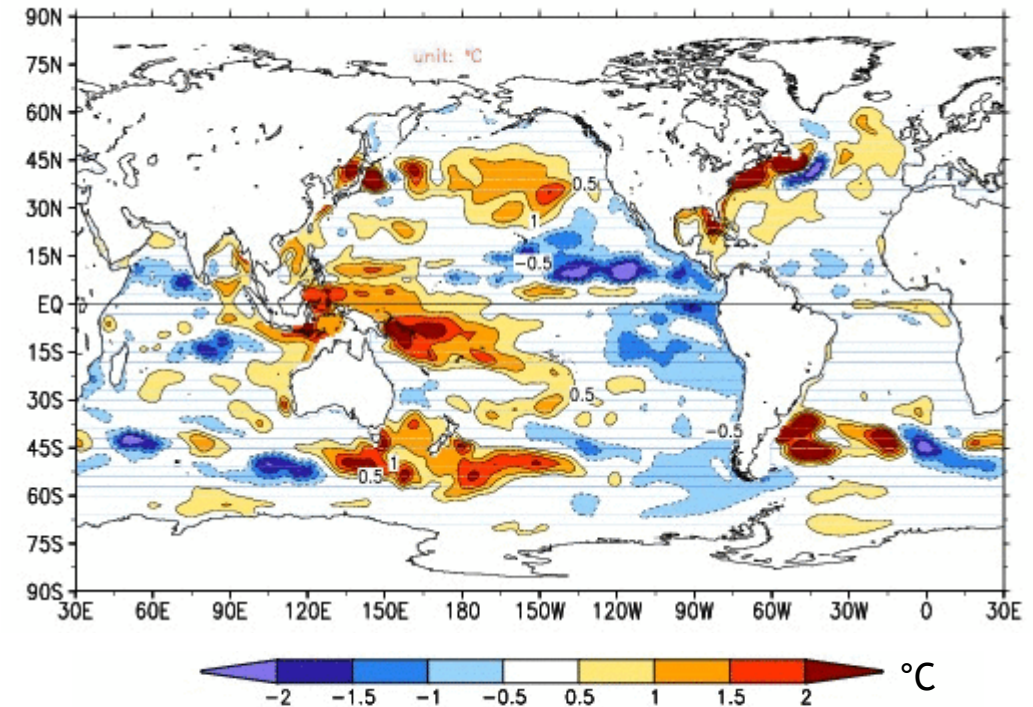 90N
75N
unit: °C
60N
45N
0.5
30N
1
15N
−0.5
EQ
15S
30S
0.5
−0.5
45S
1
0.5
60S
75S
90S
30E 60E 90E 120E 150E 180 150W 120W 90W 60W 30W 0 30E
°C
−2 −1.5 −1 −0.5 0.5 1 1.5 2